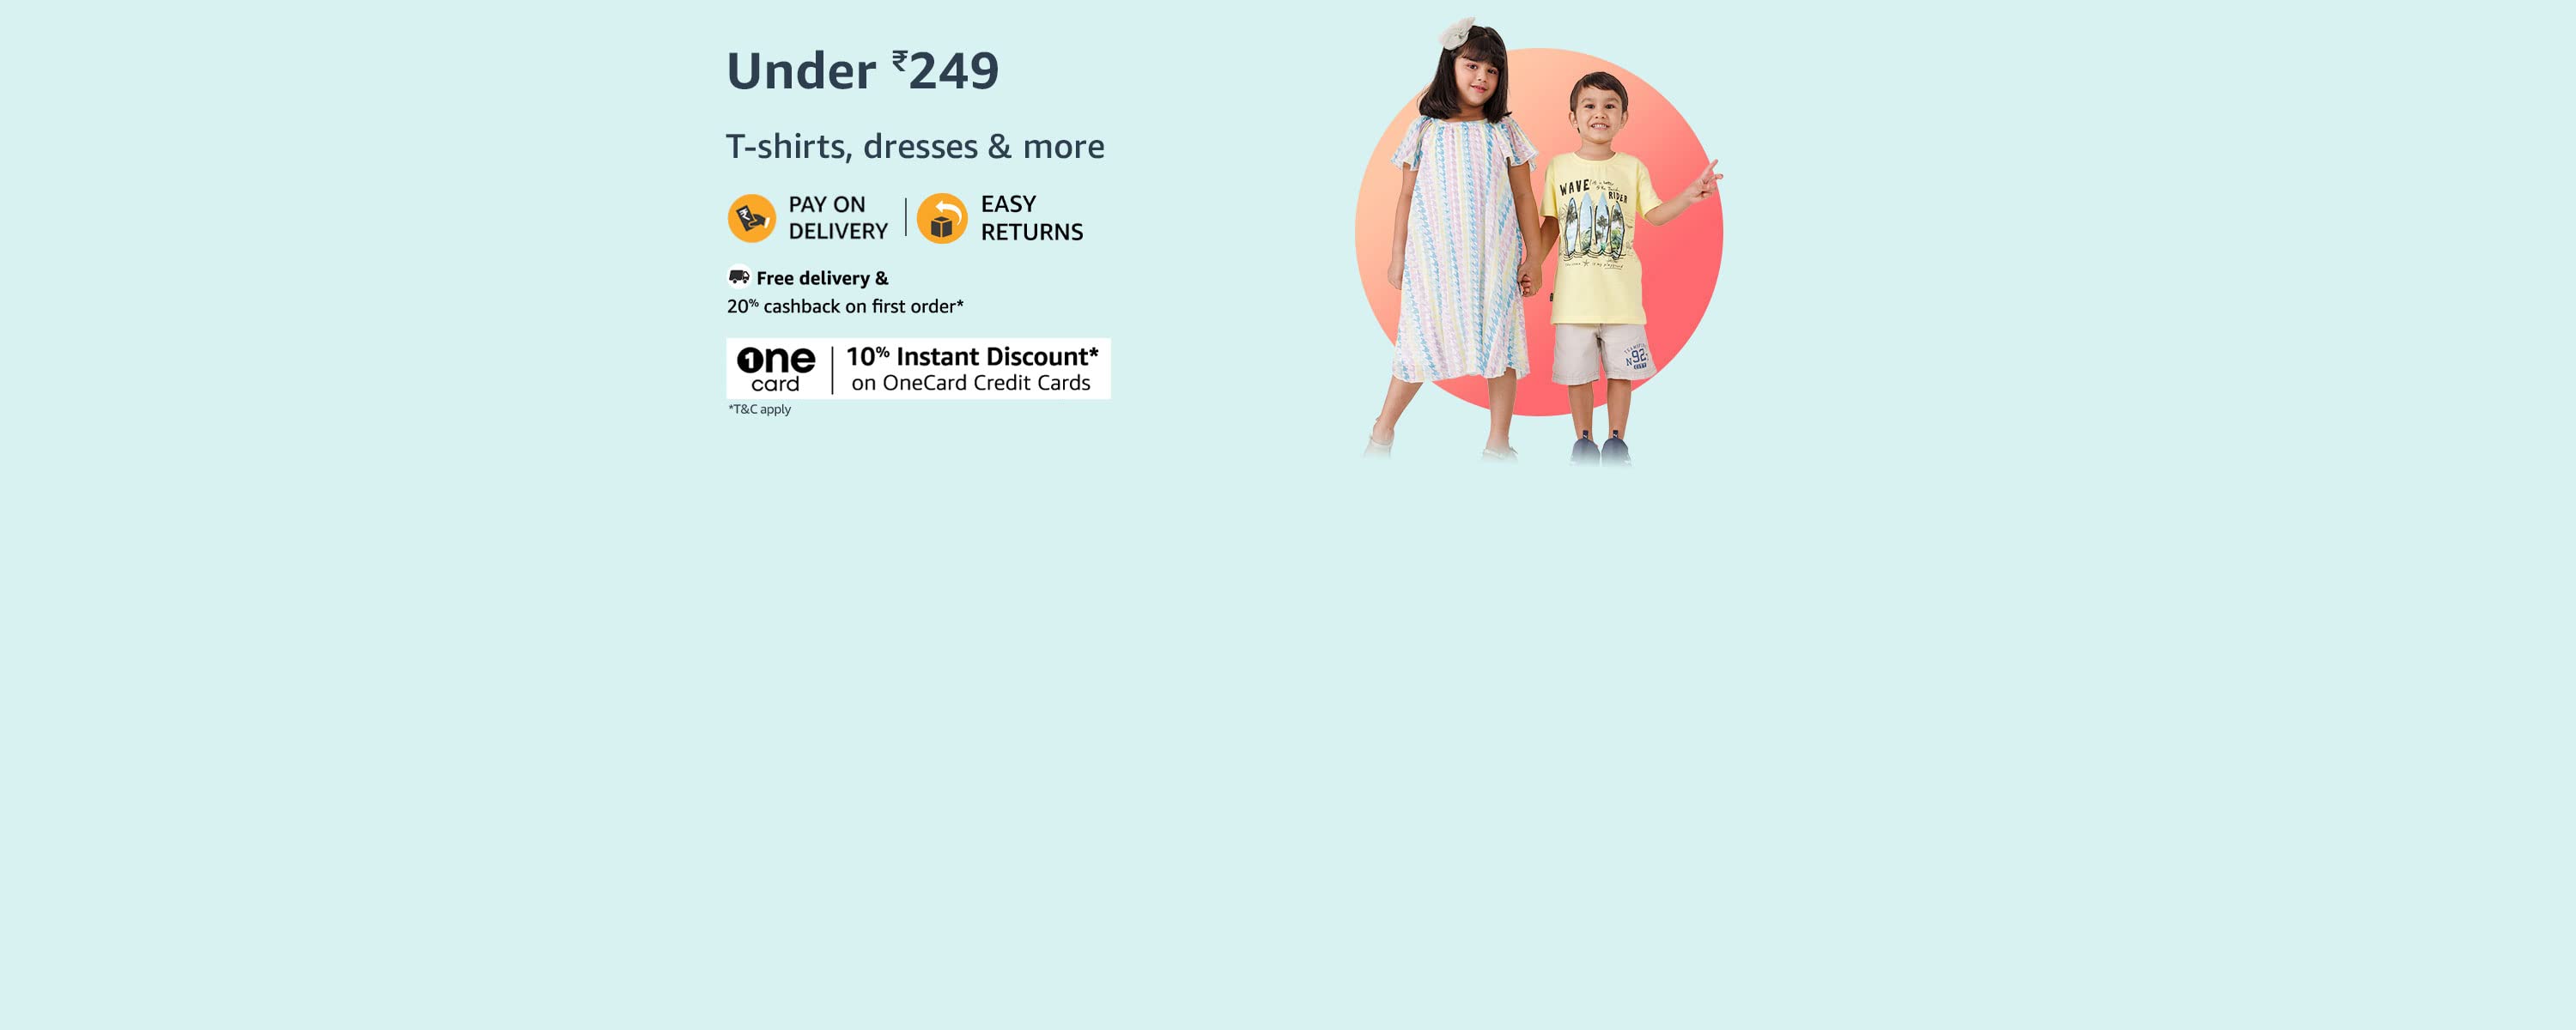 Under ₹249
T-shirts, dresses & more
PAY ON
DELIVERY
EASY
RETURNS
Free delivery &
20% cashback on first order*
one
card
10% Instant Discount*
on OneCard Credit Cards
*T&C apply
WAVE
RIDER
N92